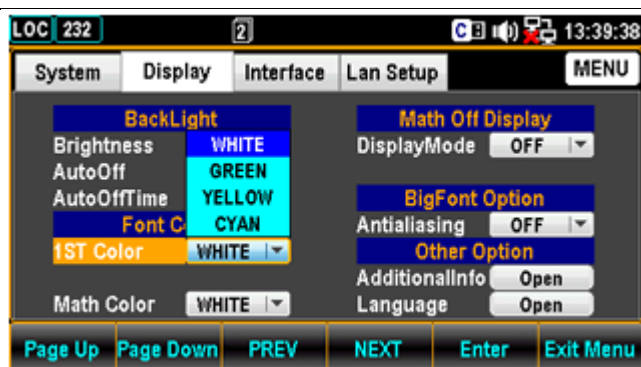 LOC 232 2 C 13:39:38
System Display Interface Lan Setup MENU
BackLight
Brightness
AutoOff
AutoOffTime
WHITE
GREEN
YELLOW
CYAN
Font C
1ST Color WHITE
Math Color WHITE
Math Off Display
DisplayMode OFF
BigFont Option
Antialiasing OFF
Other Option
AdditionalInfo Open
Language Open
Page Up Page Down PREV NEXT Enter Exit Menu